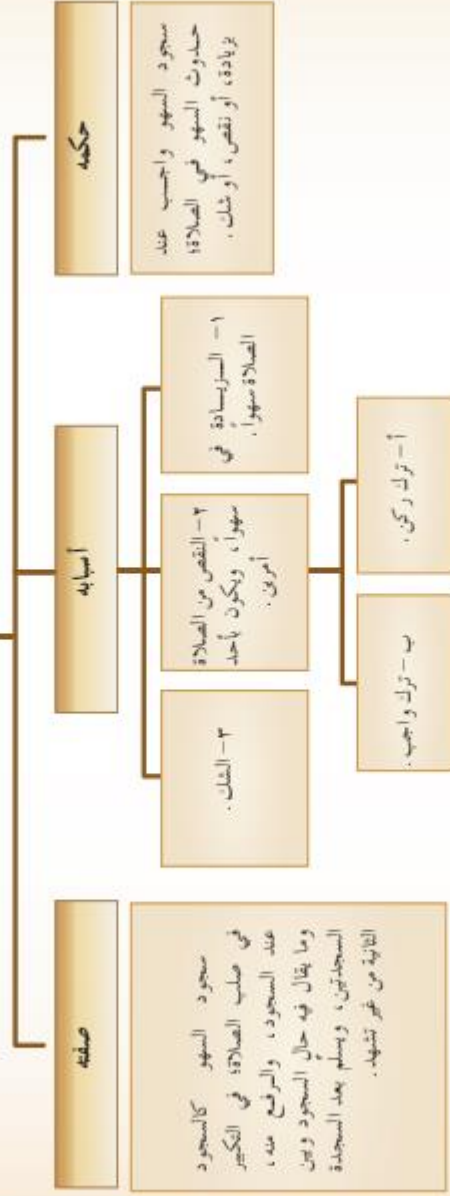 حكمه
سجود السهو واجب عند
حدوث السهو في الصلاة؛
بزيادة، أو نقص، أو شك.
أسبابه
١- الزيادة في
الصلاة سهواً.
٢- النقص من الصلاة
سهواً، ويكون بأحد
أمرين.
أ- ترك ركن.
ب- ترك واجب.
٣- الشك.
صفته
سجود السهو كالسجود
في صلب الصلاة؛ في التكبير
عند السجود، والرفع منه،
وما يقال فيه حال السجود وبين
السجدتين، ويسلم بعد السجدة
الثانية من غير تشهد.